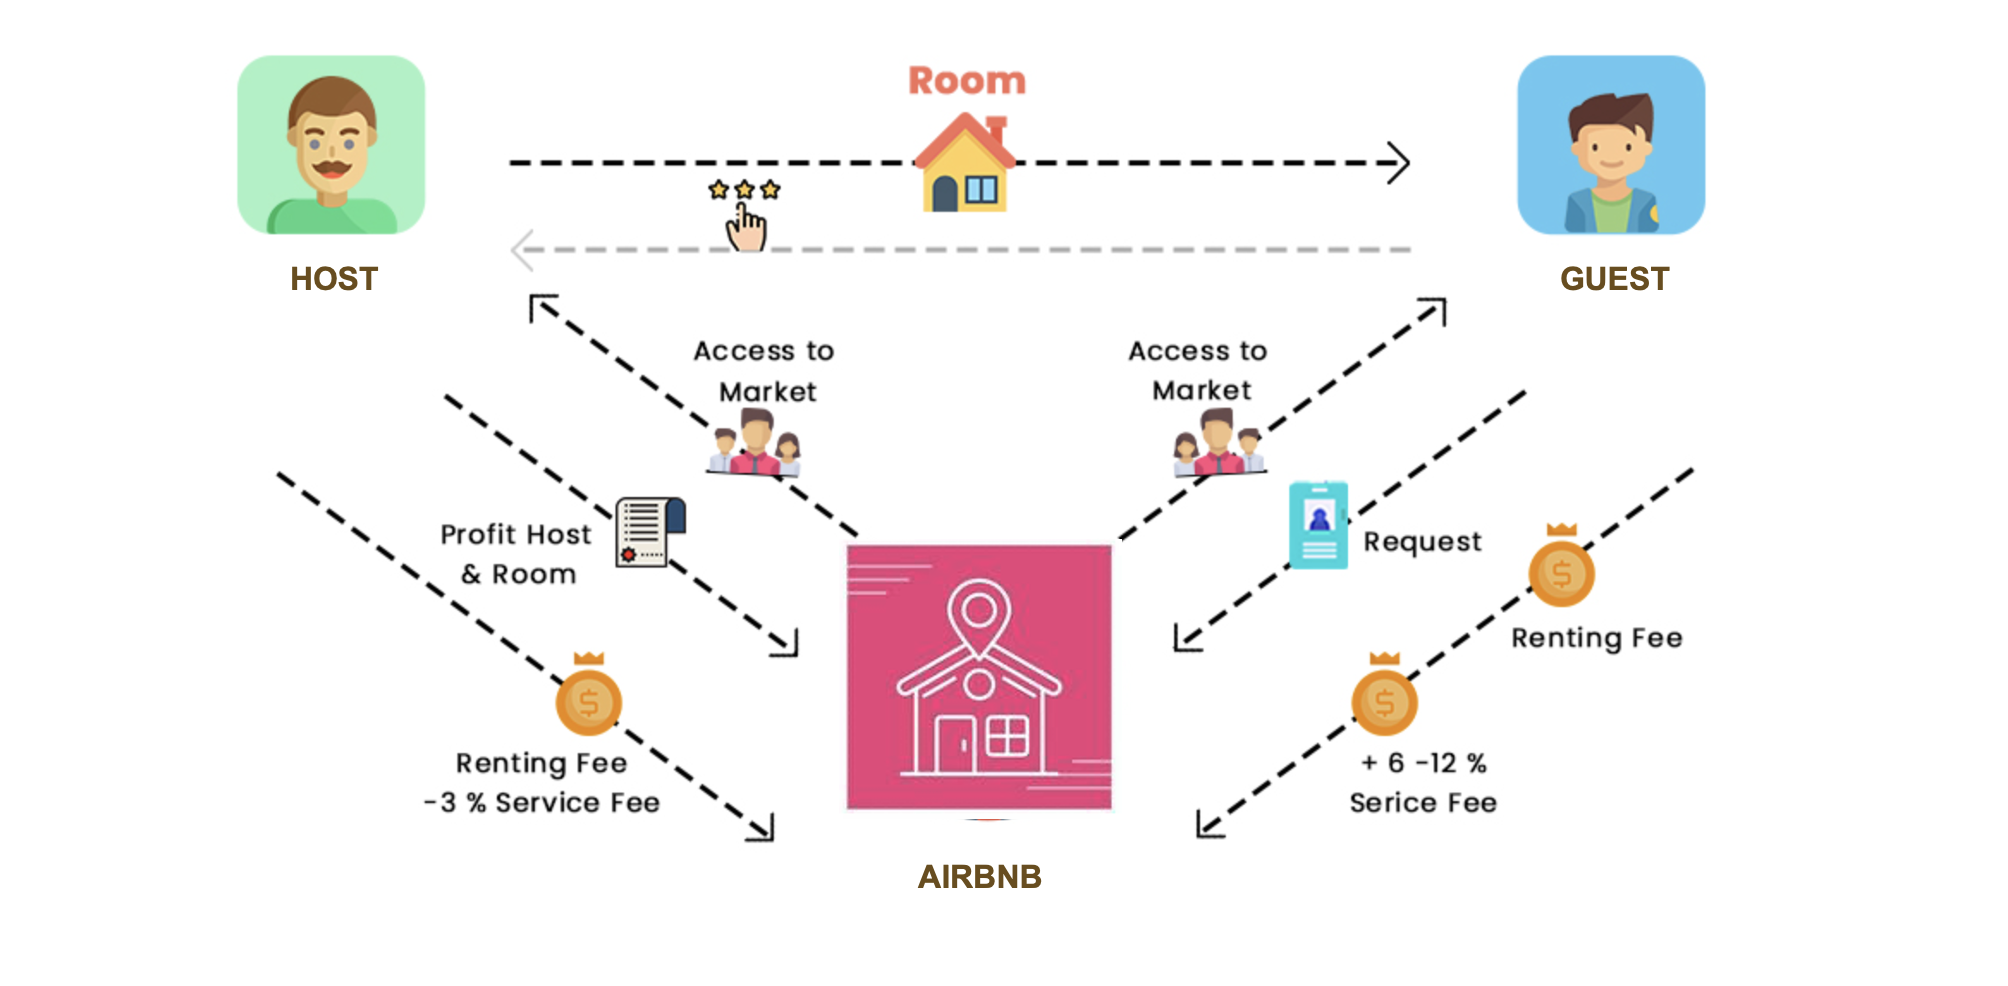 Room
HOST
GUEST
Access to
Market
Access to
Market
Profit Host
& Room
Request
Renting Fee
Renting Fee
-3 % Service Fee
+ 6 -12 %
Serice Fee
AIRBNB